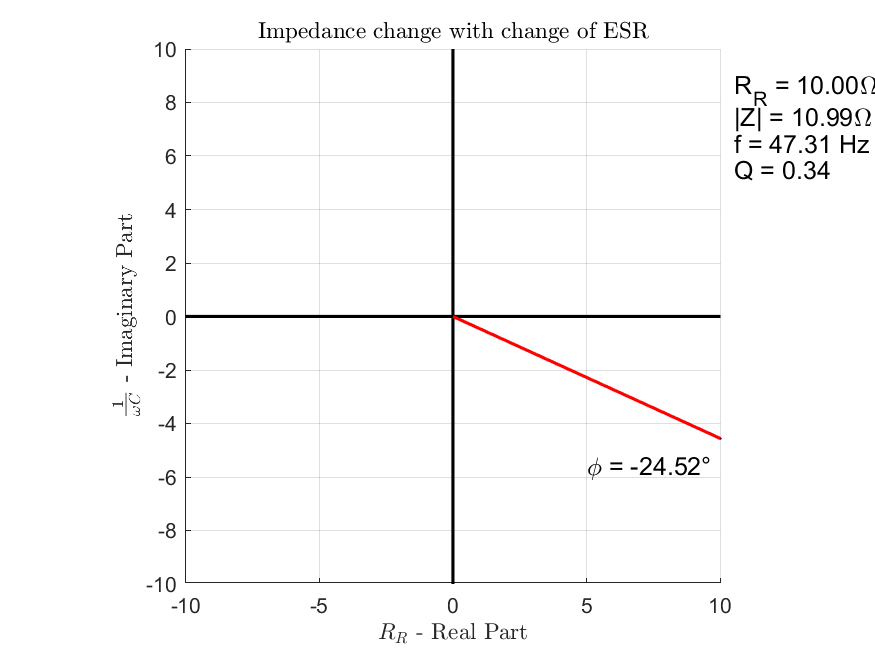 Impedance change with change of ESR
R_R = 10.00Ω
|Z| = 10.99Ω
f = 47.31 Hz
Q = 0.34
10
8
6
4
2
0
-2
-4
-6
-8
-10
1/ωC - Imaginary Part
ϕ = -24.52°
-10 -5 0 5 10
R_R - Real Part